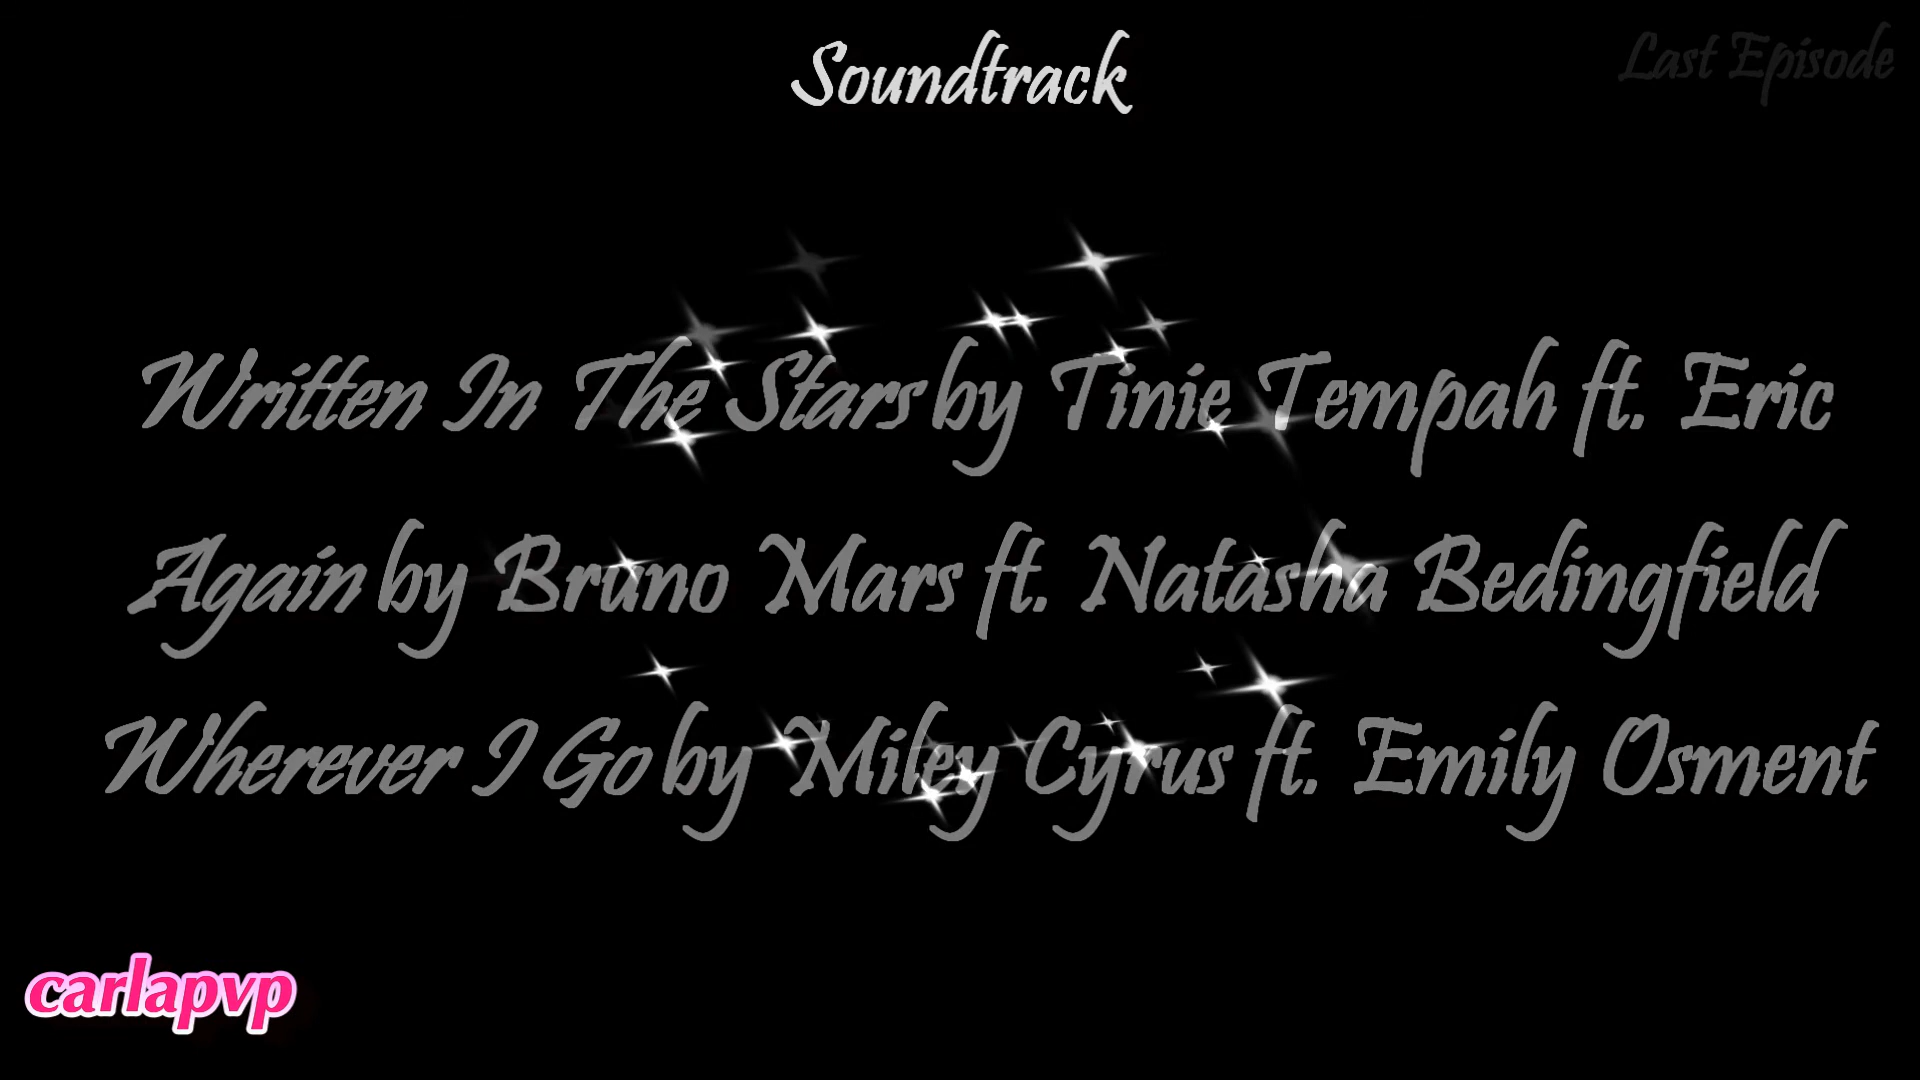 Soundtrack
Last Episode
Written In The Stars by Tinie Tempah ft. Eric
Again by Bruno Mars ft. Natasha Bedingfield
Wherever I Go by Miley Cyrus ft. Emily Osment
carlapvp